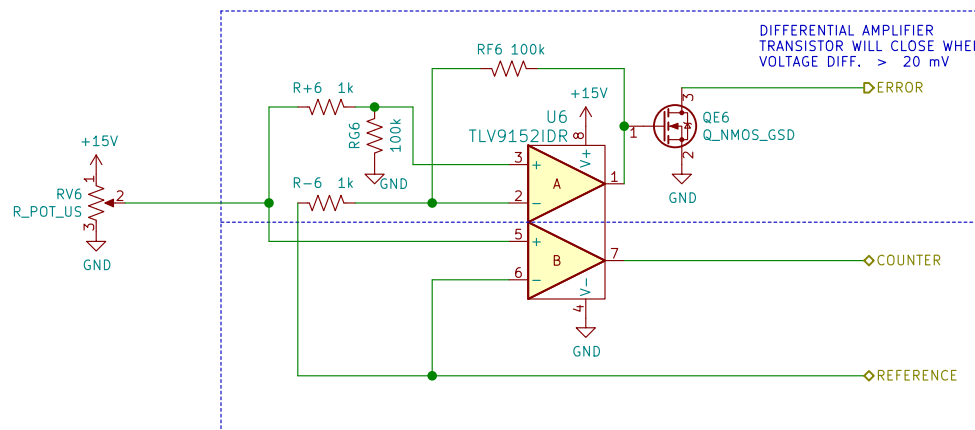 DIFFERENTIAL AMPLIFIER
TRANSISTOR WILL CLOSE WHE
VOLTAGE DIFF. > 20 mV
RF6 100k
ERROR
R+6 1k
+15V
3
QE6
Q_NMOS_GSD
1
2
U6
TLV9152IDR
8
V+
RG6
100k
+15V
GND
3
+
A
1
GND
R-6 1k
2
-
1
RV6
R_POT_US
2
3
GND
5
+
B
7
COUNTER
6
-
V-
4
GND
REFERENCE